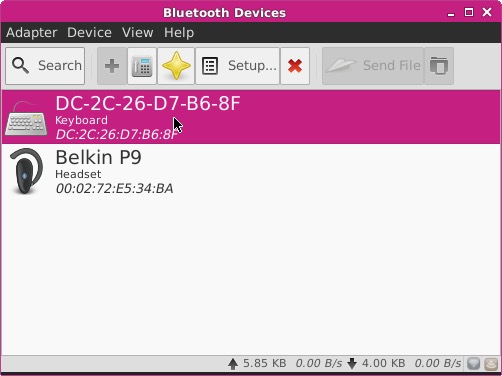 Bluetooth Devices
Adapter Device View Help
Search Setup... Send File
DC-2C-26-D7-B6-8F
Keyboard
DC:2C:26:D7:B6:8F
Belkin P9
Headset
00:02:72:E5:34:BA
5.85 KB 0.00 B/s 4.00 KB 0.00 B/s